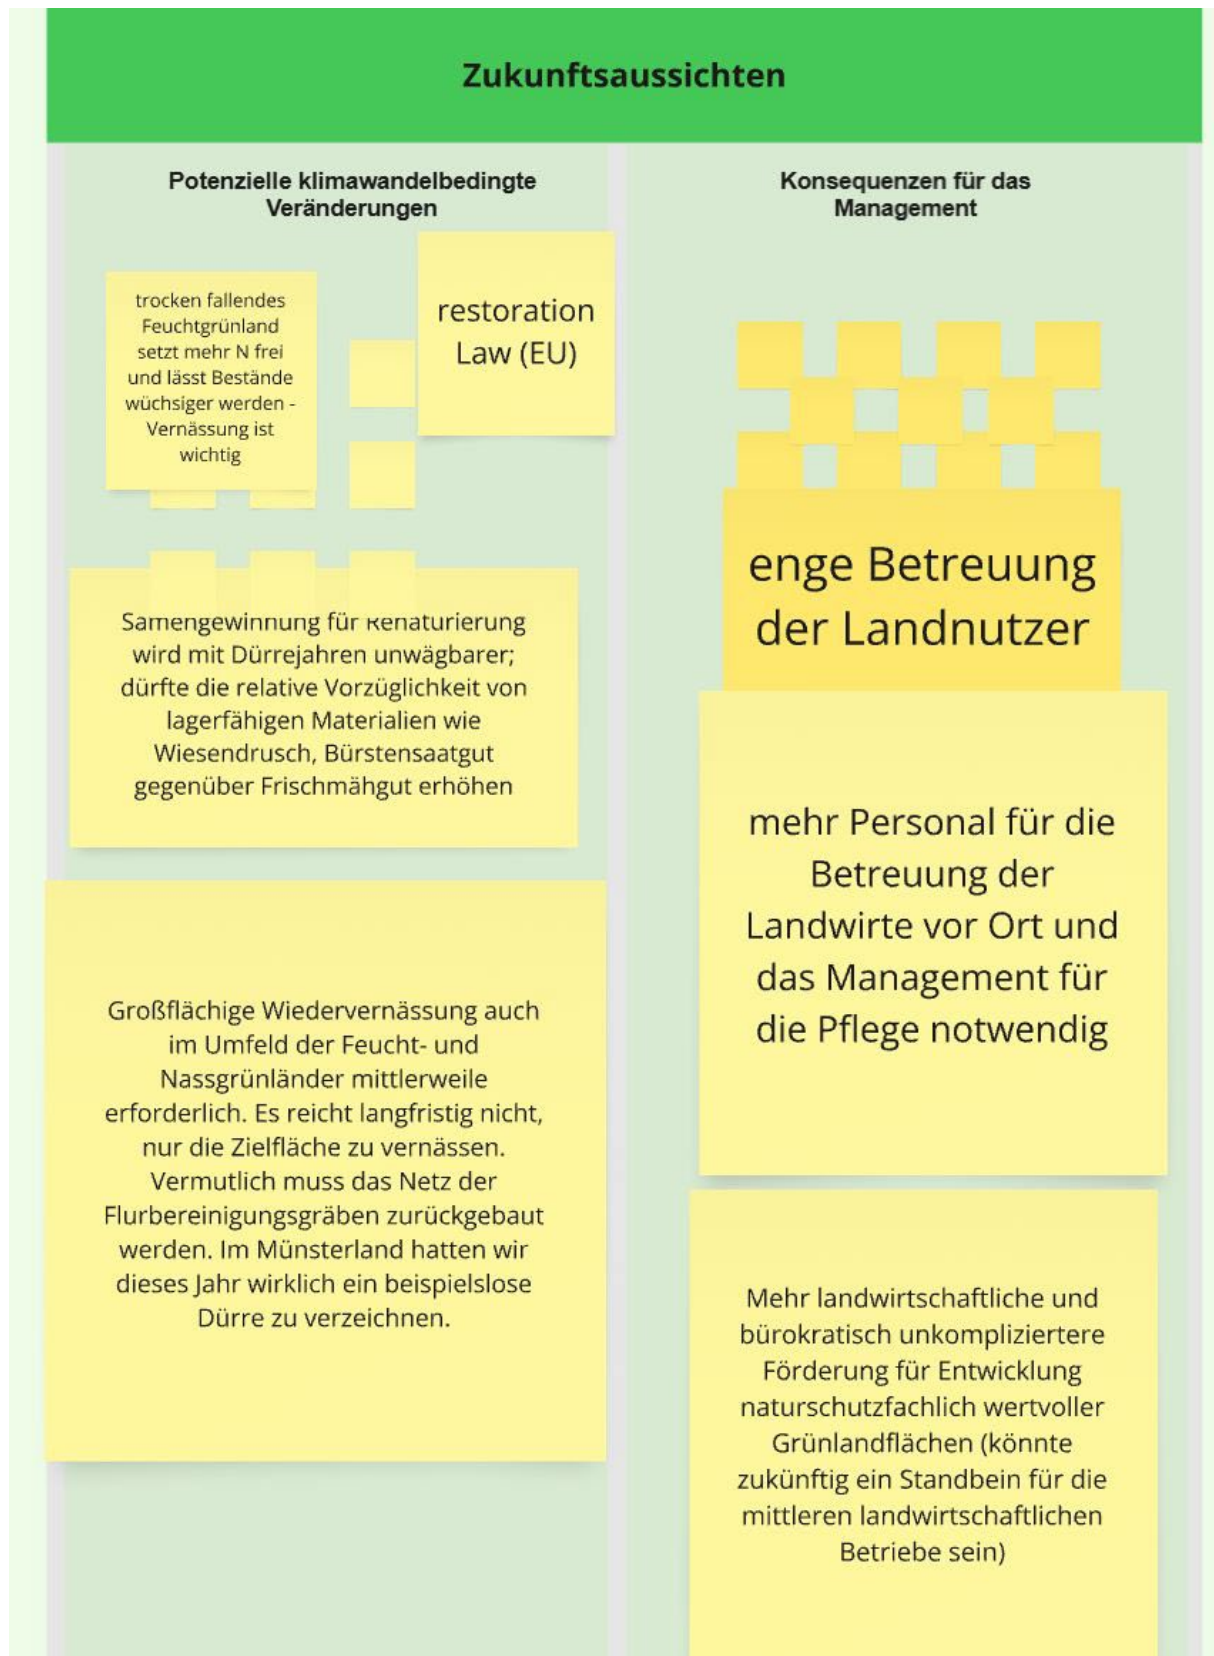 Zukunftsaussichten
Potenzielle klimawandelbedingte
Veränderungen
trocken fallendes
Feuchtgrünland
setzt mehr N frei
und lässt Bestände
wüchsiger werden -
Vernässung ist
wichtig
restoration
Law (EU)
Samengewinnung für Renaturierung
wird mit Dürrejahren unwägbarer;
dürfte die relative Vorzüglichkeit von
lagerfähigen Materialien wie
Wiesendrusch, Bürstensaatgut
gegenüber Frischmähgut erhöhen
Großflächige Wiedervernässung auch
im Umfeld der Feucht- und
Nassgrünländer mittlerweile
erforderlich. Es reicht langfristig nicht,
nur die Zielfläche zu vernässen.
Vermutlich muss das Netz der
Flurbereinigungsgräben zurückgebaut
werden. Im Münsterland hatten wir
dieses Jahr wirklich ein beispielslose
Dürre zu verzeichnen.
Konsequenzen für das
Management
enge Betreuung
der Landnutzer
mehr Personal für die
Betreuung der
Landwirte vor Ort und
das Management für
die Pflege notwendig
Mehr landwirtschaftliche und
bürokratisch unkompliziertere
Förderung für Entwicklung
naturschutzfachlich wertvoller
Grünlandflächen (könnte
zukünftig ein Standbein für die
mittleren landwirtschaftlichen
Betriebe sein)